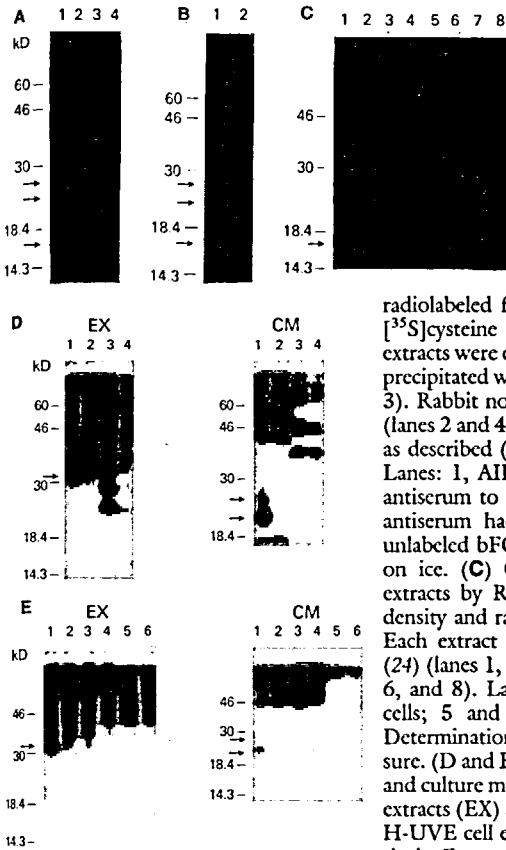 A 1 2 3 4
kD
60
46
30
18.4
14.3
B 1 2
60
46
30
18.4
14.3
C 1 2 3 4 5 6 7 8
46
30
18.4
14.3
D EX
1 2 3 4
kD
60
46
30
18.4
14.3
CM
1 2 3 4
60
46
30
18.4
E EX
1 2 3 4 5 6
kD
46
30
18.4
14.3
CM
1 2 3 4 5 6
46
30
18.4
14.3
radiolabeled f
[³⁵S]cysteine
extracts were
precipitated w
3). Rabbit no
(lanes 2 and 4
as described (
Lanes: 1, AII
antiserum to
antiserum ha
unlabeled bFC
on ice. (C)
extracts by R
density and ra
Each extract
(24) (lanes 1,
6, and 8). La
cells; 5 and
Determination
sure. (D and E
and culture m
extracts (EX)
H-UVE cell e